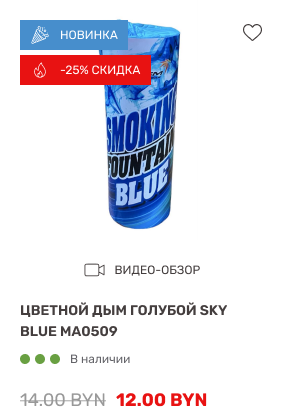 НОВИНКА
-25% СКИДКА
SMOKING
FOUNTAIN
BLUE
ВИДЕО-ОБЗОР
ЦВЕТНОЙ ДЫМ ГОЛУБОЙ SKY
BLUE MA0509
В наличии
14.00 BYN 12.00 BYN